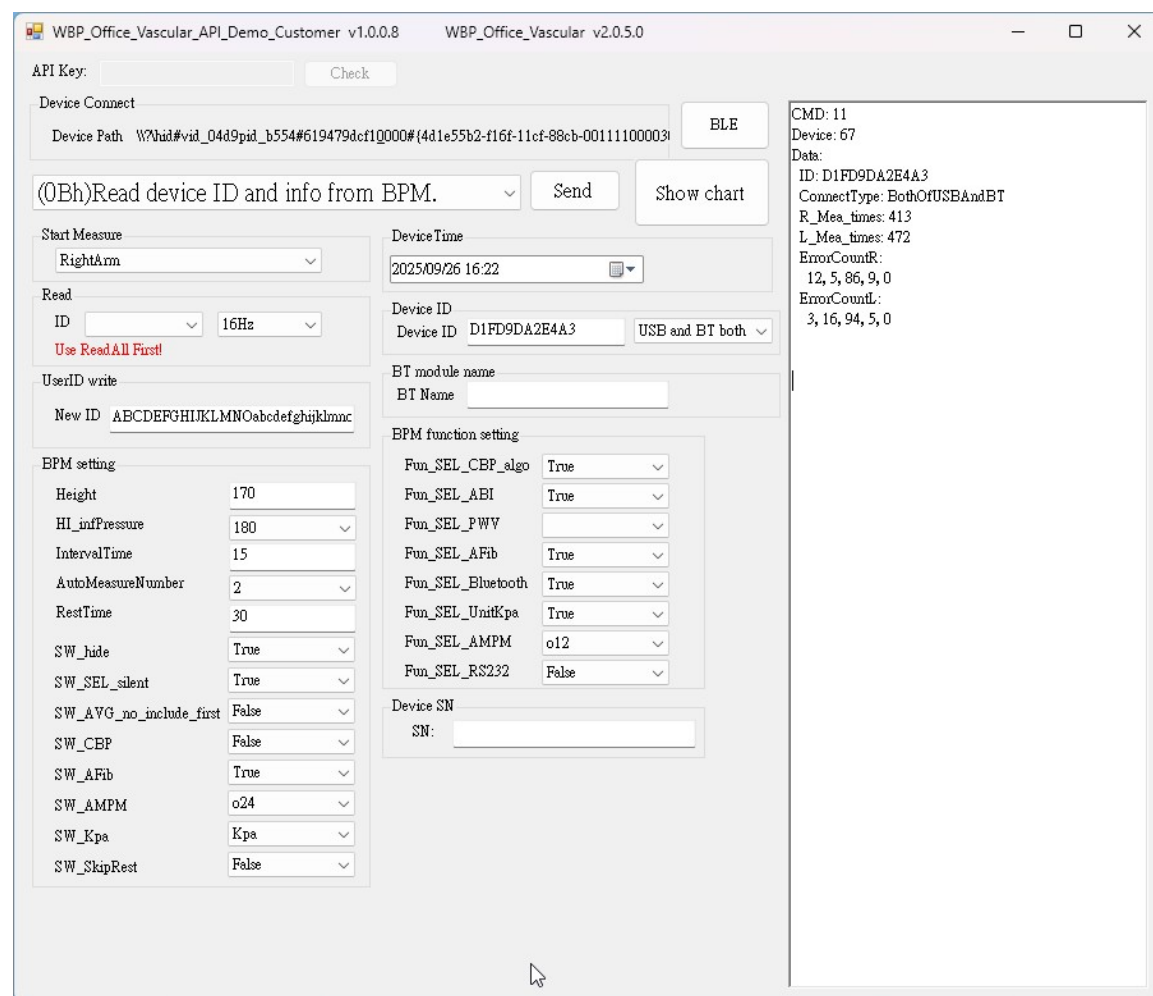 WBP_Office_Vascular_API_Demo_Customer v1.0.0.8 WBP_Office_Vascular v2.0.5.0
API Key:
Check
Device Connect
Device Path \\?\hid#vid_04d9pid_b554#619479dcf10000#{4d1e55b2-f16f-11cf-88cb-00111100003
BLE
(0Bh)Read device ID and info from BPM.
Send
Show chart
Start Measure
RightArm
Read
ID
16Hz
Use ReadAll First!
UserID write
New ID ABCDEFGHIJKLMNOabcdefghijklmnc
BPM setting
Height 170
HI_infPressure 180
IntervalTime 15
AutoMeasureNumber 2
RestTime 30
SW_hide True
SW_SEL_silent True
SW_AVG_no_include_first False
SW_CBP False
SW_AFib True
SW_AMPM o24
SW_Kpa Kpa
SW_SkipRest False
DeviceTime
2025/09/26 16:22
Device ID
Device ID D1FD9DA2E4A3 USB and BT both
BT module name
BT Name
BPM function setting
Fun_SEL_CBP_algo True
Fun_SEL_ABI True
Fun_SEL_PWV
Fun_SEL_AFib True
Fun_SEL_Bluetooth True
Fun_SEL_UnitKpa True
Fun_SEL_AMPM o12
Fun_SEL_RS232 False
Device SN
SN:
CMD: 11
Device: 67
Data:
ID: D1FD9DA2E4A3
ConnectType: BothOfUSBAndBT
R_Mea_times: 413
L_Mea_times: 472
ErrorCountR:
12, 5, 86, 9, 0
ErrorCountL:
3, 16, 94, 5, 0